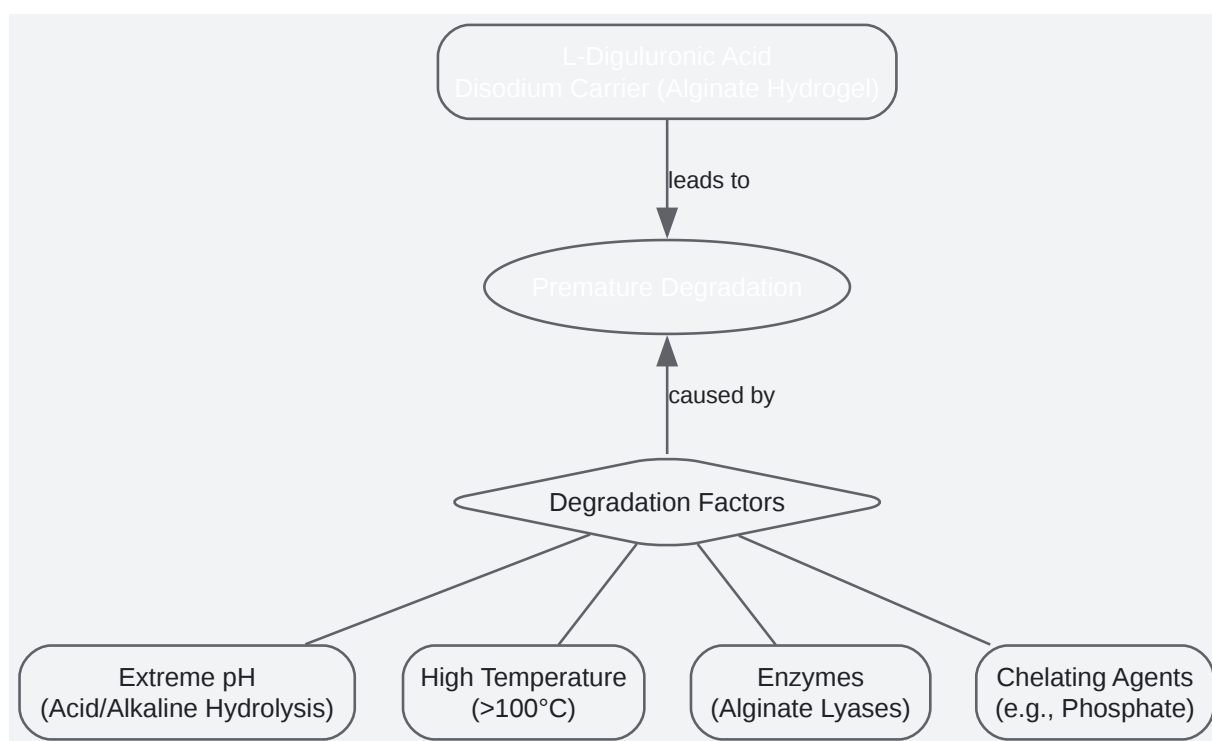 L-Diguluronic Acid
Disodium Carrier (Alginate Hydrogel)
leads to
Premature Degradation
caused by
Degradation Factors
Extreme pH
(Acid/Alkaline Hydrolysis)
High Temperature
(>100°C)
Enzymes
(Alginate Lyases)
Chelating Agents
(e.g., Phosphate)